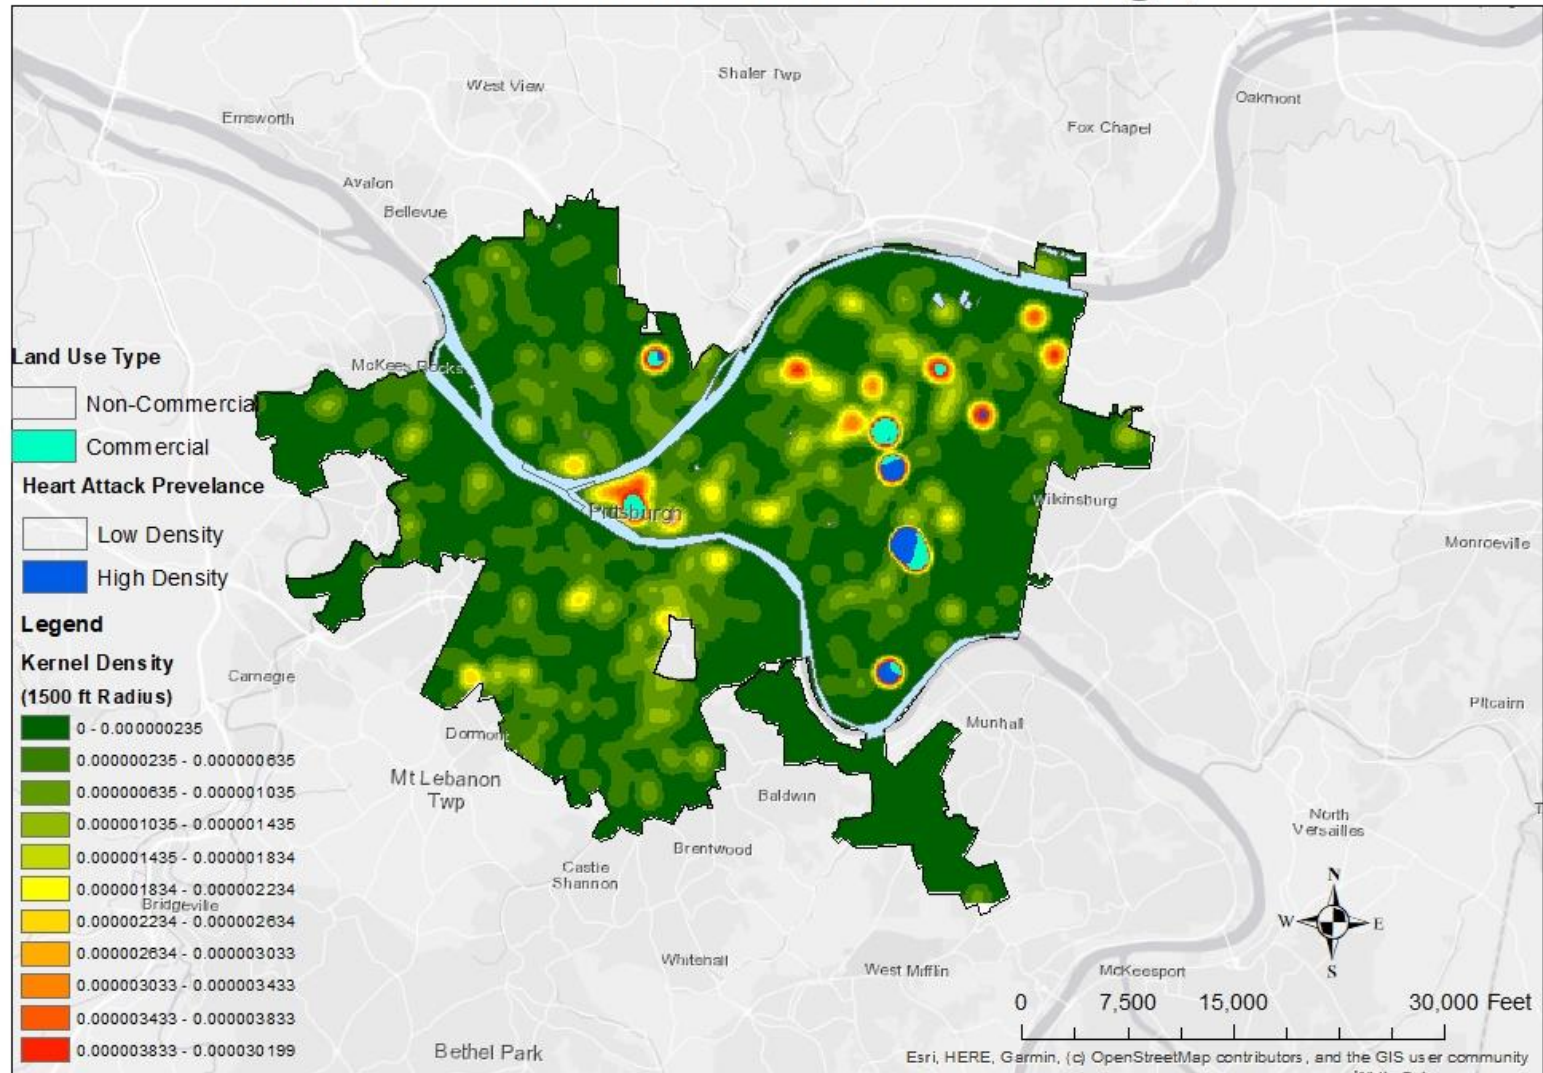 Shaler Twp
West View
Oakmont
Emsworth
Fox Chapel
Avalon
Bellevue
Land Use Type
McKees Rocks
Non-Commercial
Commercial
Heart Attack Prevelance
Low Density
High Density
Pittsburgh
Wilkinsburg
Monroeville
Legend
Kernel Density
(1500 ft Radius)
Carnegie
Pitcairn
Munhall
Dormont
0 - 0.000000235
0.000000235 - 0.000000635
0.000000635 - 0.000001035
0.000001035 - 0.000001435
0.000001435 - 0.000001834
0.000001834 - 0.000002234
0.000002234 - 0.000002634
0.000002634 - 0.000003033
0.000003033 - 0.000003433
0.000003433 - 0.000003833
0.000003833 - 0.000030199
Mt Lebanon
Twp
Baldwin
North
Versailles
Brentwood
Castle
Shannon
Bridgeville
N
W E
S
Whitehall
West Mifflin
McKeesport
0 7,500 15,000 30,000 Feet
Bethel Park
Esri, HERE, Garmin, (c) OpenStreetMap contributors, and the GIS user community